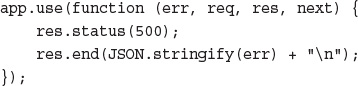 app.use(function (err, req, res, next) {
    res.status(500);
    res.end(JSON.stringify(err) + "\n");
});